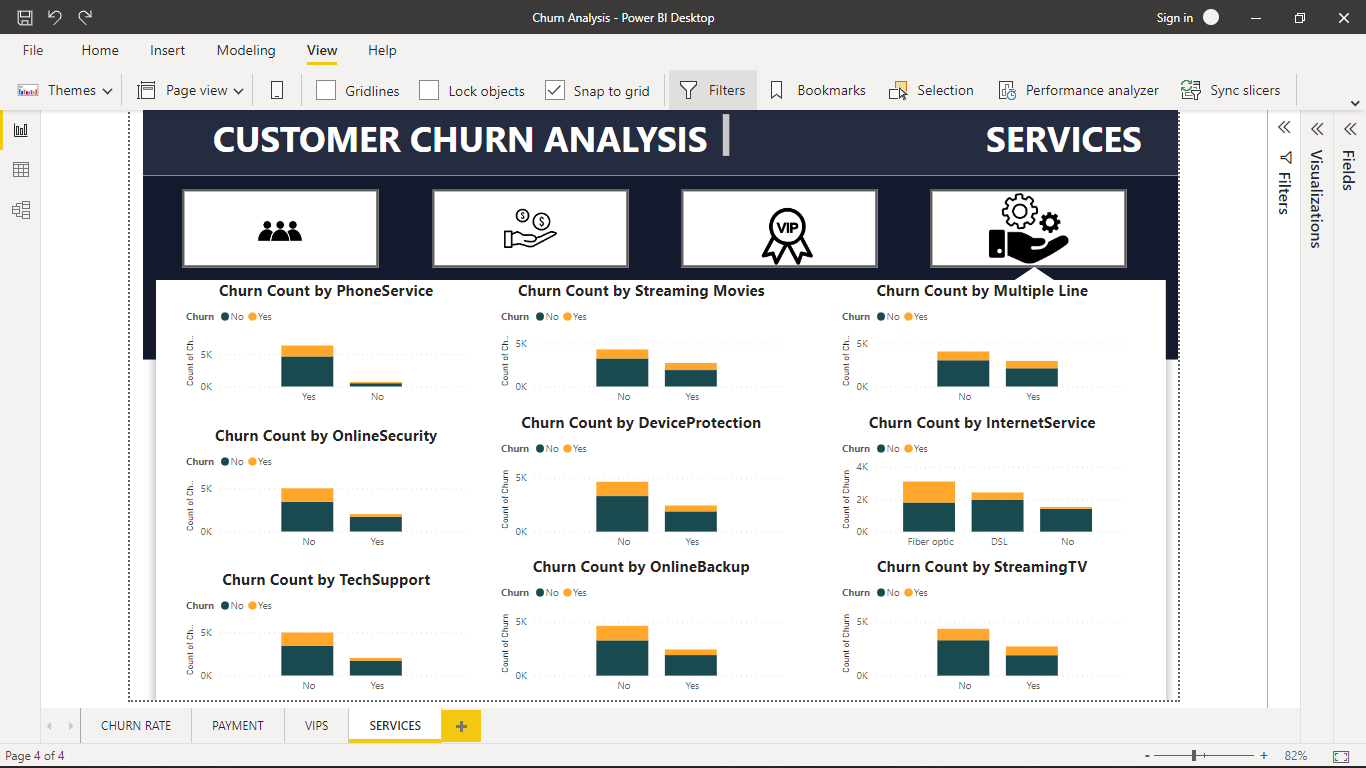 Churn Analysis - Power BI Desktop
Sign in
File
Home
Insert
Modeling
View
Help
Themes
Page view
Gridlines
Lock objects
Snap to grid
Filters
Bookmarks
Selection
Performance analyzer
Sync slicers
CUSTOMER CHURN ANALYSIS
SERVICES
VIP
Filters
Visualizations
Fields
Churn Count by PhoneService
Churn No Yes
Count of Ch...
5K
0K
Yes No
Churn Count by Streaming Movies
Churn No Yes
Count of Ch...
5K
0K
No Yes
Churn Count by Multiple Line
Churn No Yes
Count of Ch...
5K
0K
No Yes
Churn Count by OnlineSecurity
Churn No Yes
Count of Ch...
5K
0K
No Yes
Churn Count by DeviceProtection
Churn No Yes
Count of Churn
5K
0K
No Yes
Churn Count by InternetService
Churn No Yes
Count of Churn
4K
2K
0K
Fiber optic DSL No
Churn Count by TechSupport
Churn No Yes
Count of Ch...
5K
0K
No Yes
Churn Count by OnlineBackup
Churn No Yes
Count of Churn
5K
0K
No Yes
Churn Count by StreamingTV
Churn No Yes
Count of Churn
5K
0K
No Yes
CHURN RATE
PAYMENT
VIPS
SERVICES
Page 4 of 4
82%